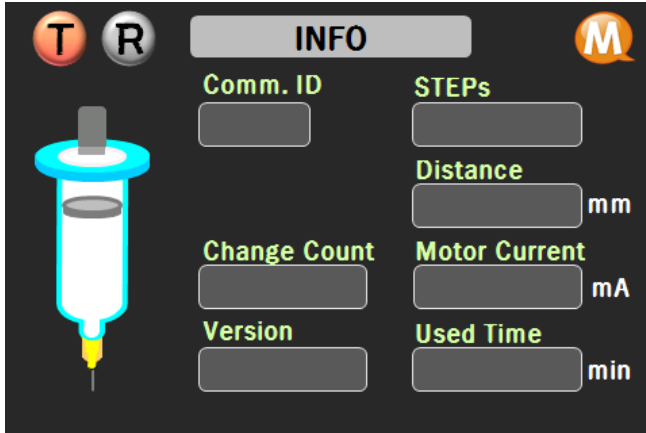 T R INFO M
Comm. ID STEPs
Distance
mm
Change Count Motor Current
mA
Version Used Time
min